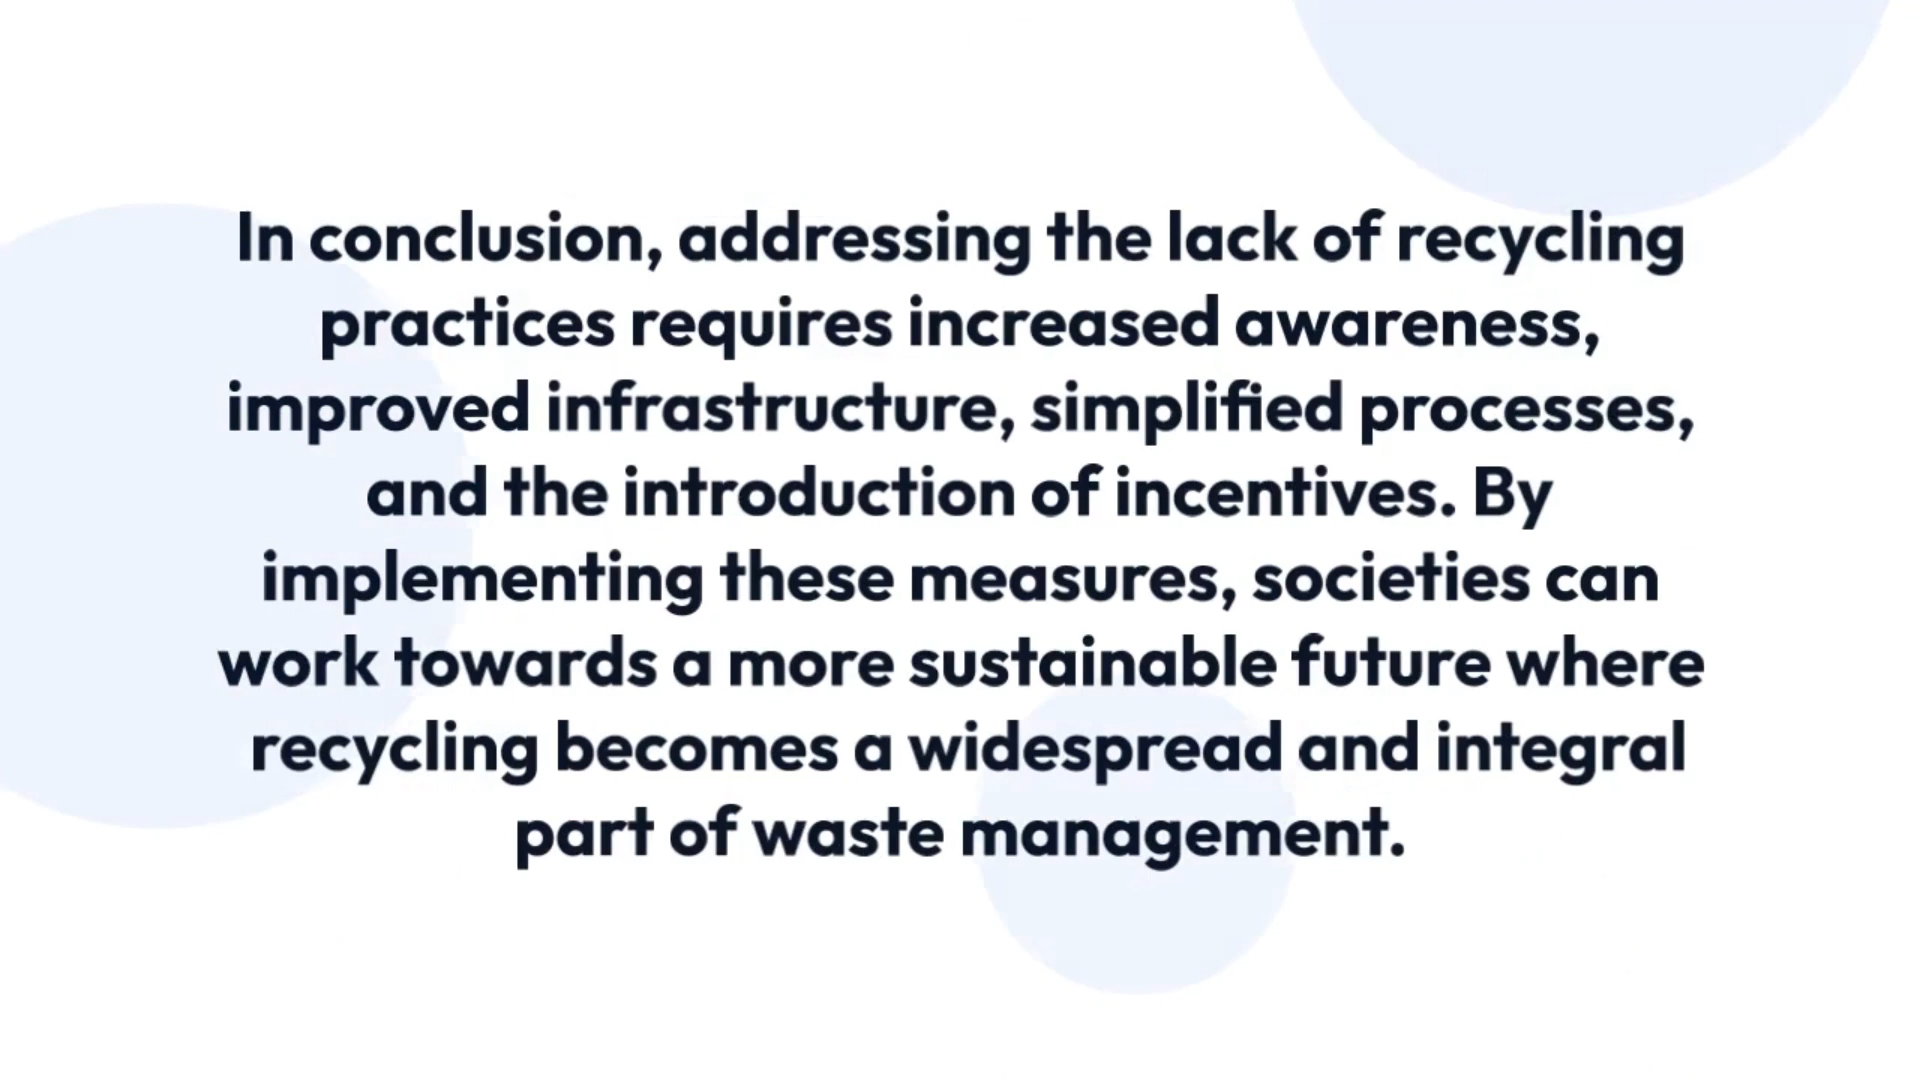 In conclusion, addressing the lack of recycling
practices requires increased awareness,
improved infrastructure, simplified processes,
and the introduction of incentives. By
implementing these measures, societies can
work towards a more sustainable future where
recycling becomes a widespread and integral
part of waste management.